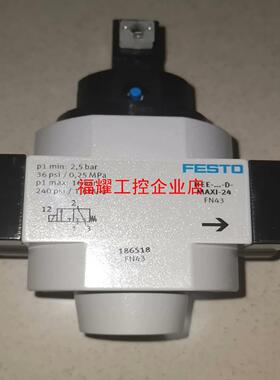 p1 min: 2,5 bar
36 psi / 0,25 MPa
p1 max:
240 psi /
12
2
3
FESTO
-D-
MAXI-24
FN43
福耀工控企业店
186518
FN43